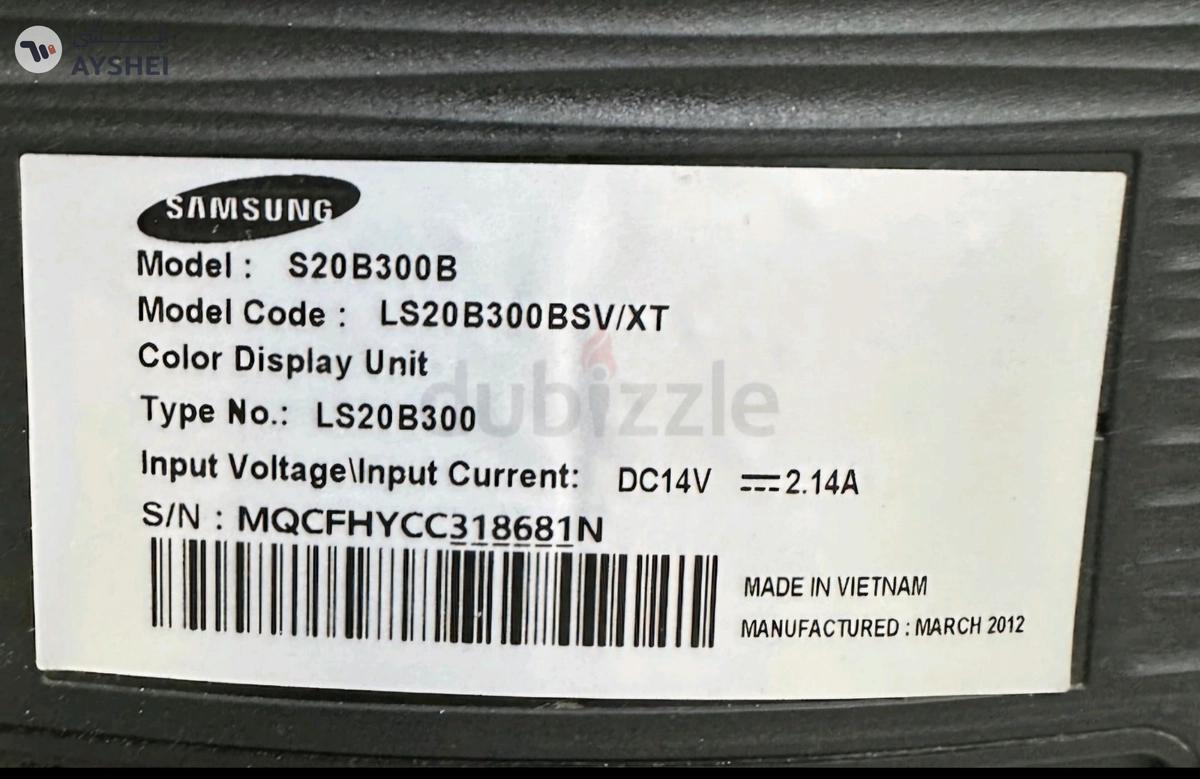 AYSHEI
SAMSUNG
Model : S20B300B
Model Code : LS20B300BSV/XT
Color Display Unit
dubizzle
Type No.: LS20B300
Input Voltage\Input Current: DC14V ⎓2.14A
S/N : MQCFHYCC318681N
MADE IN VIETNAM
MANUFACTURED : MARCH 2012